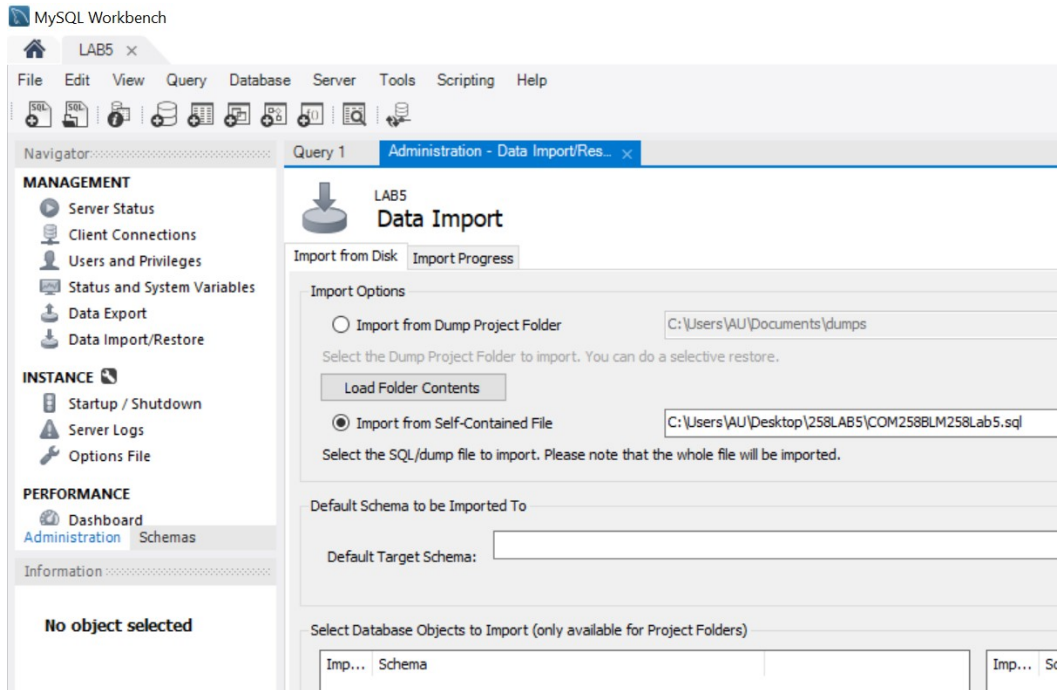 MySQL Workbench
LAB5
File Edit View Query Database Server Tools Scripting Help
SQL SQL
Navigator
MANAGEMENT
Server Status
Client Connections
Users and Privileges
Status and System Variables
Data Export
Data Import/Restore
INSTANCE
Startup / Shutdown
Server Logs
Options File
PERFORMANCE
Dashboard
Administration Schemas
Information
No object selected
Query 1 Administration - Data Import/Res...
LAB5
Data Import
Import from Disk Import Progress
Import Options
Import from Dump Project Folder C:\Users\AU\Documents\dumps
Select the Dump Project Folder to import. You can do a selective restore.
Load Folder Contents
Import from Self-Contained File C:\Users\AU\Desktop\258LAB5\COM258BLM258Lab5.sql
Select the SQL/dump file to import. Please note that the whole file will be imported.
Default Schema to be Imported To
Default Target Schema:
Select Database Objects to Import (only available for Project Folders)
Imp... Schema Imp...